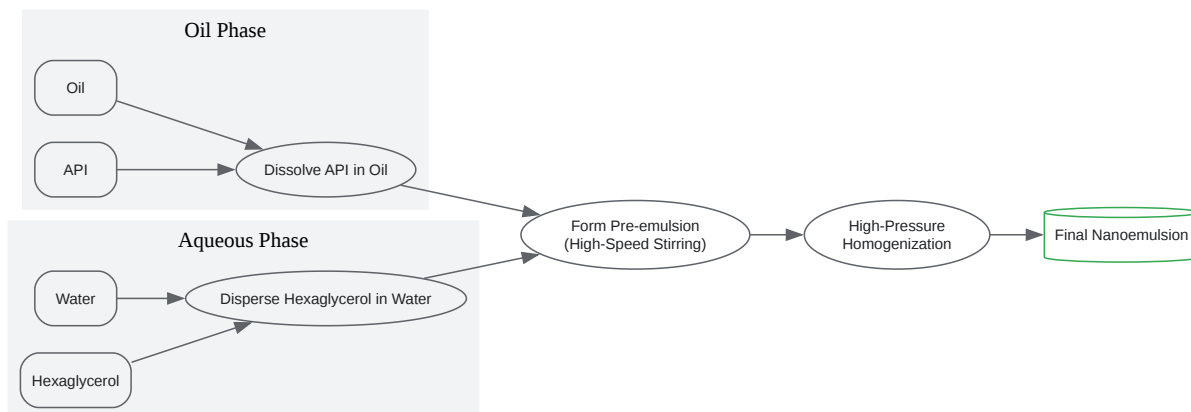 Oil Phase
Oil
API
Dissolve API in Oil
Aqueous Phase
Water
Disperse Hexaglycerol in Water
Hexaglycerol
Form Pre-emulsion
(High-Speed Stirring)
High-Pressure
Homogenization
Final Nanoemulsion